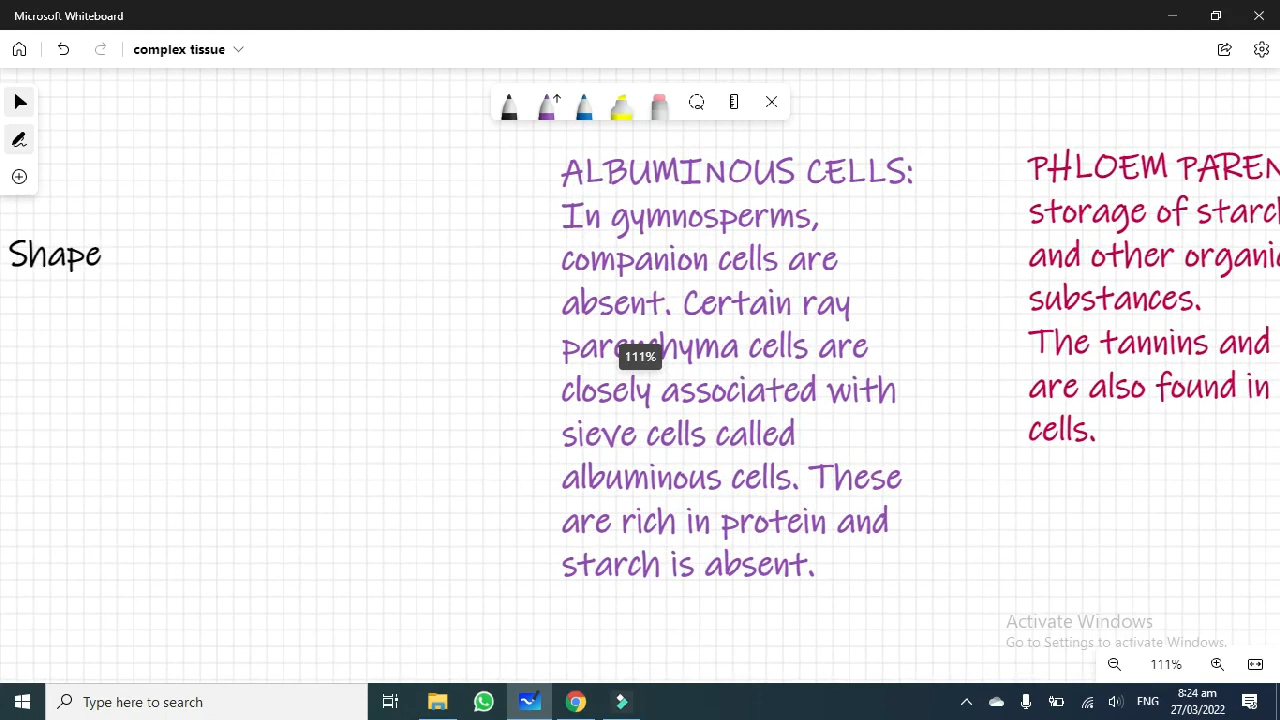 Microsoft Whiteboard
complex tissue
ALBUMINOUS CELLS:
In gymnosperms,
companion cells are
absent. Certain ray
parenchyma cells are
closely associated with
sieve cells called
albuminous cells. These
are rich in protein and
starch is absent.
PHLOEM PAREN
storage of starch
and other organic
substances.
The tannins and
are also found in
cells.
Shape
111%
Activate Windows
Go to Settings to activate Windows.
111%
Type here to search
ENG
8:24 am
27/03/2022